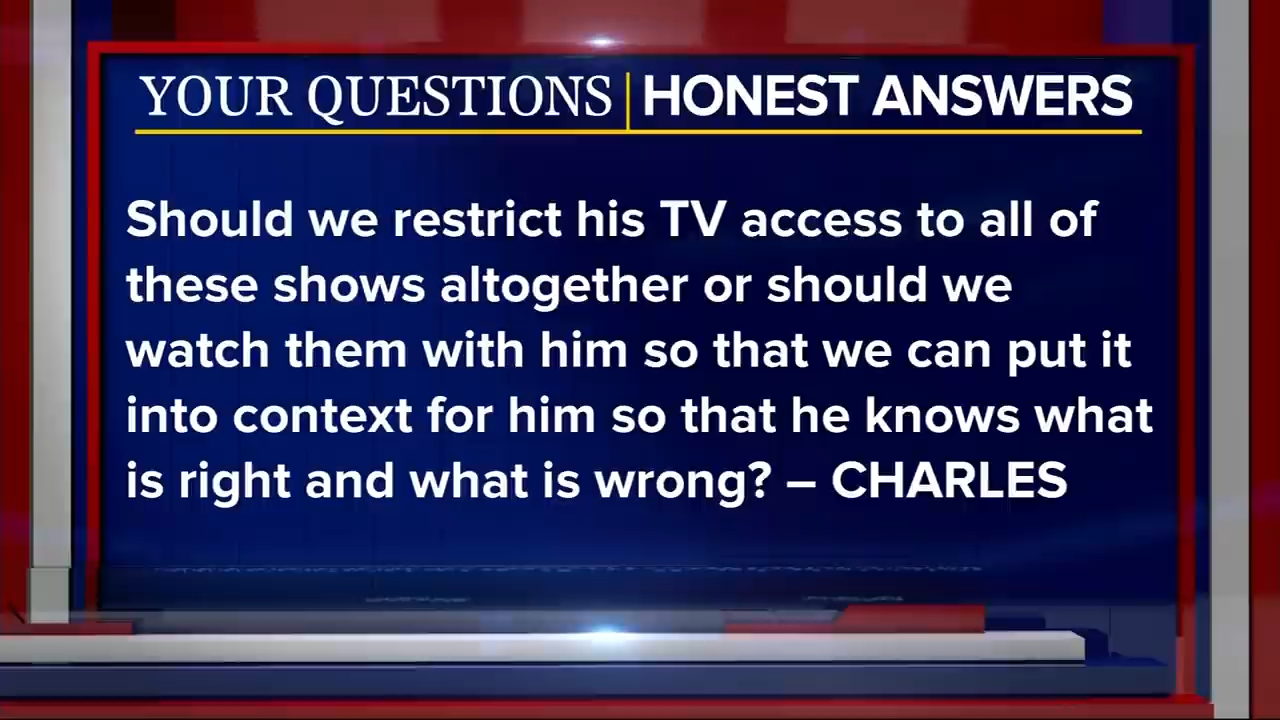 YOUR QUESTIONS | HONEST ANSWERS
Should we restrict his TV access to all of
these shows altogether or should we
watch them with him so that we can put it
into context for him so that he knows what
is right and what is wrong? – CHARLES